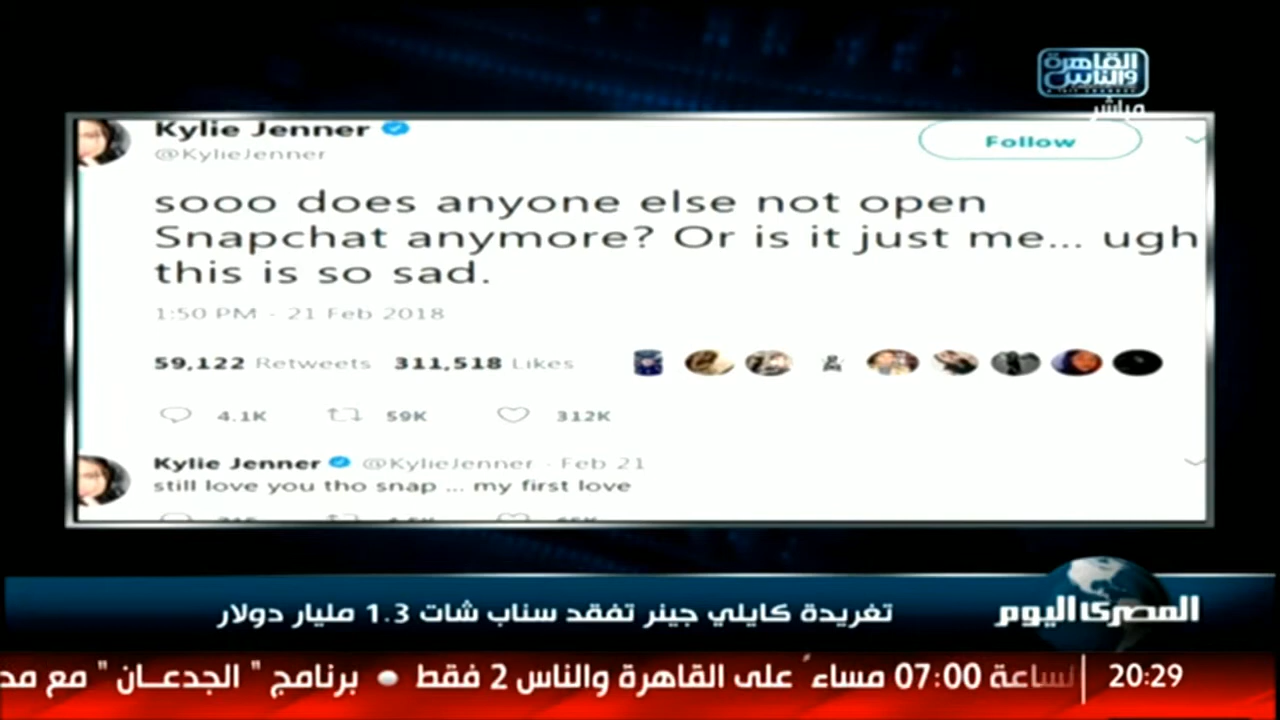 القاهرة
والناس
مباشر
Kylie Jenner
@KylieJenner
Follow
sooo does anyone else not open
Snapchat anymore? Or is it just me... ugh
this is so sad.
1:50 PM - 21 Feb 2018
59,122 Retweets 311,518 Likes
4.1K 59K 312K
Kylie Jenner @KylieJenner · Feb 21
still love you tho snap ... my first love
المصري اليوم
تغريدة كايلي جينر تفقد سناب شات 1.3 مليار دولار
20:29
لساعة 07:00 مساءً على القاهرة والناس 2 فقط • برنامج " الجدعـان " مع مد